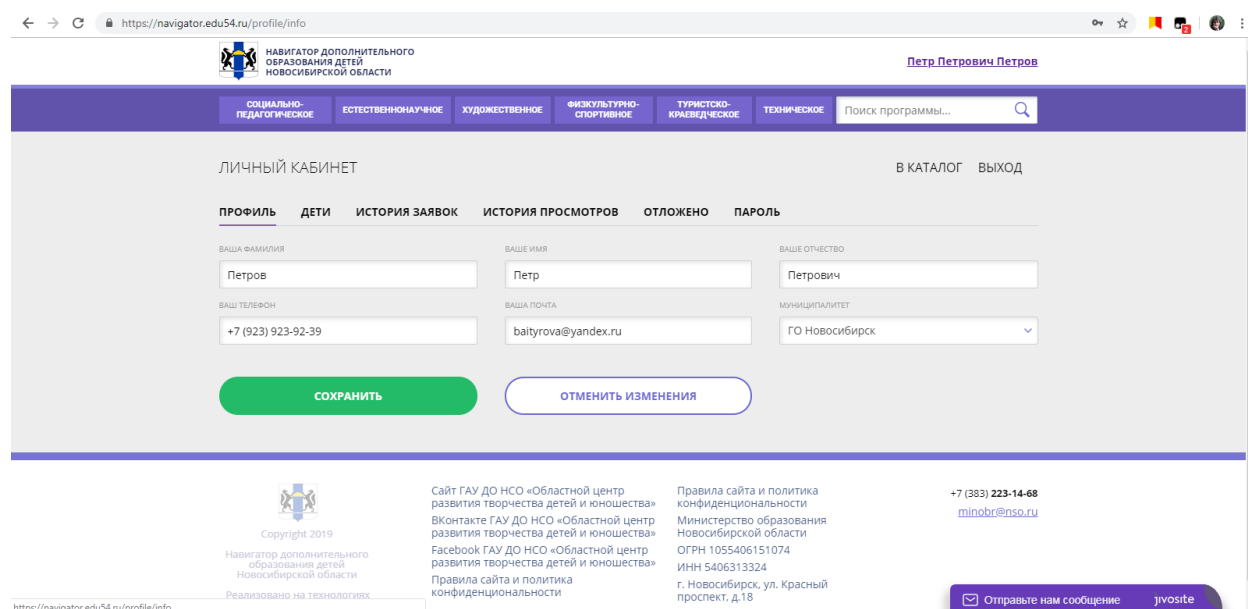 https://navigator.edu54.ru/profile/info
2
НАВИГАТОР ДОПОЛНИТЕЛЬНОГО
ОБРАЗОВАНИЯ ДЕТЕЙ
НОВОСИБИРСКОЙ ОБЛАСТИ
Петр Петрович Петров
СОЦИАЛЬНО-
ПЕДАГОГИЧЕСКОЕ
ЕСТЕСТВЕННОНАУЧНОЕ
ХУДОЖЕСТВЕННОЕ
ФИЗКУЛЬТУРНО-
СПОРТИВНОЕ
ТУРИСТСКО-
КРАЕВЕДЧЕСКОЕ
ТЕХНИЧЕСКОЕ
Поиск программы...
ЛИЧНЫЙ КАБИНЕТ
В КАТАЛОГ ВЫХОД
ПРОФИЛЬ ДЕТИ ИСТОРИЯ ЗАЯВОК ИСТОРИЯ ПРОСМОТРОВ ОТЛОЖЕНО ПАРОЛЬ
ВАША ФАМИЛИЯ ВАШЕ ИМЯ ВАШЕ ОТЧЕСТВО
Петров Петр Петрович
ВАШ ТЕЛЕФОН ВАША ПОЧТА МУНИЦИПАЛИТЕТ
+7 (923) 923-92-39 baityrova@yandex.ru ГО Новосибирск
СОХРАНИТЬ ОТМЕНИТЬ ИЗМЕНЕНИЯ
Copyright 2019
Навигатор дополнительного
образования детей
Новосибирской области
Реализовано на технологиях
Сайт ГАУ ДО НСО «Областной центр
развития творчества детей и юношества»
ВКонтакте ГАУ ДО НСО «Областной центр
развития творчества детей и юношества»
Facebook ГАУ ДО НСО «Областной центр
развития творчества детей и юношества»
Правила сайта и политика
конфиденциональности
Правила сайта и политика
конфиденциональности
Министерство образования
Новосибирской области
ОГРН 1055406151074
ИНН 5406313324
г. Новосибирск, ул. Красный
проспект, д.18
+7 (383) 223-14-68
minobr@nso.ru
Отправьте нам сообщение jivosite
https://navigator.edu54.ru/profile/info